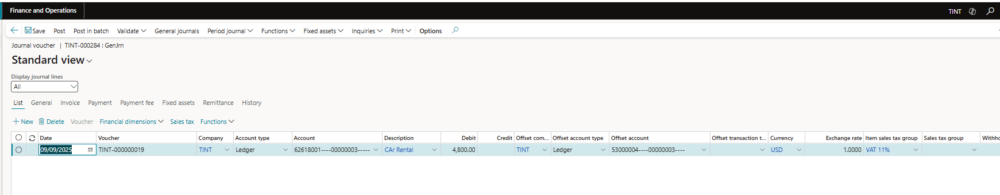 Finance and Operations
TINT
Save Post Post in batch Validate General journals Period journal Functions Fixed assets Inquiries Print Options
Journal voucher | TINT-000284 : GenJrn
Standard view
Display journal lines
All
List General Invoice Payment Payment fee Fixed assets Remittance History
New Delete Voucher Financial dimensions Sales tax Functions
Date Voucher Company Account type Account Description Debit Credit Offset com... Offset account type Offset account Offset transaction t... Currency Exchange rate Item sales tax group Sales tax group Withho
09/09/2025 TINT-000000019 TINT Ledger 62618001----00000003----- CAr Rental 4,800.00 TINT Ledger 53000004----00000003---- USD 1.0000 VAT 11%